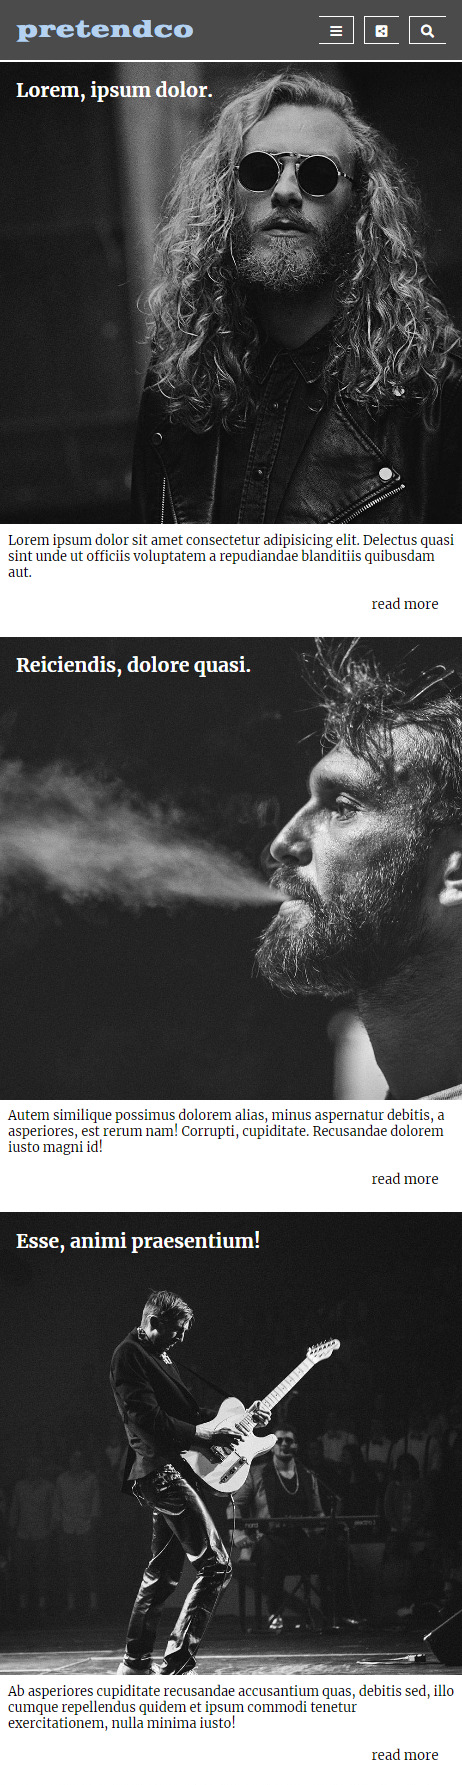 pretendco
Lorem, ipsum dolor.
Lorem ipsum dolor sit amet consectetur adipisicing elit. Delectus quasi
sint unde ut officiis voluptatem a repudiandae blanditiis quibusdam
aut.
read more
Reiciendis, dolore quasi.
Autem similique possimus dolorem alias, minus aspernatur debitis, a
asperiores, est rerum nam! Corrupti, cupiditate. Recusandae dolorem
iusto magni id!
read more
Esse, animi praesentium!
Ab asperiores cupiditate recusandae accusantium quas, debitis sed, illo
cumque repellendus quidem et ipsum commodi tenetur
exercitationem, nulla minima iusto!
read more